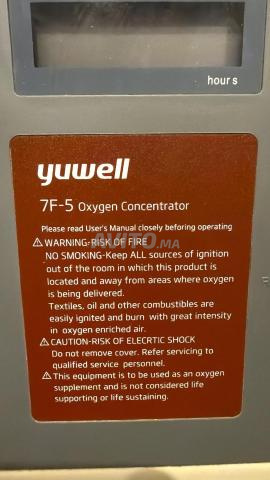 hours
yuwell
7F-5 Oxygen Concentrator
Please read User's Manual closely beforing operating
AVITO.MA
⚠WARNING-RISK OF FIRE
NO SMOKING-Keep ALL sources of ignition
out of the room in which this product is
located and away from areas where oxygen
is being delivered.
Textiles, oil and other combustibles are
easily ignited and burn with great intensity
in oxygen enriched air.
⚠CAUTION-RISK OF ELECRTIC SHOCK
Do not remove cover. Refer servicing to
qualified service personnel.
⚠This equipment is to be used as an oxygen
supplement and is not considered life
supporting or life sustaining.